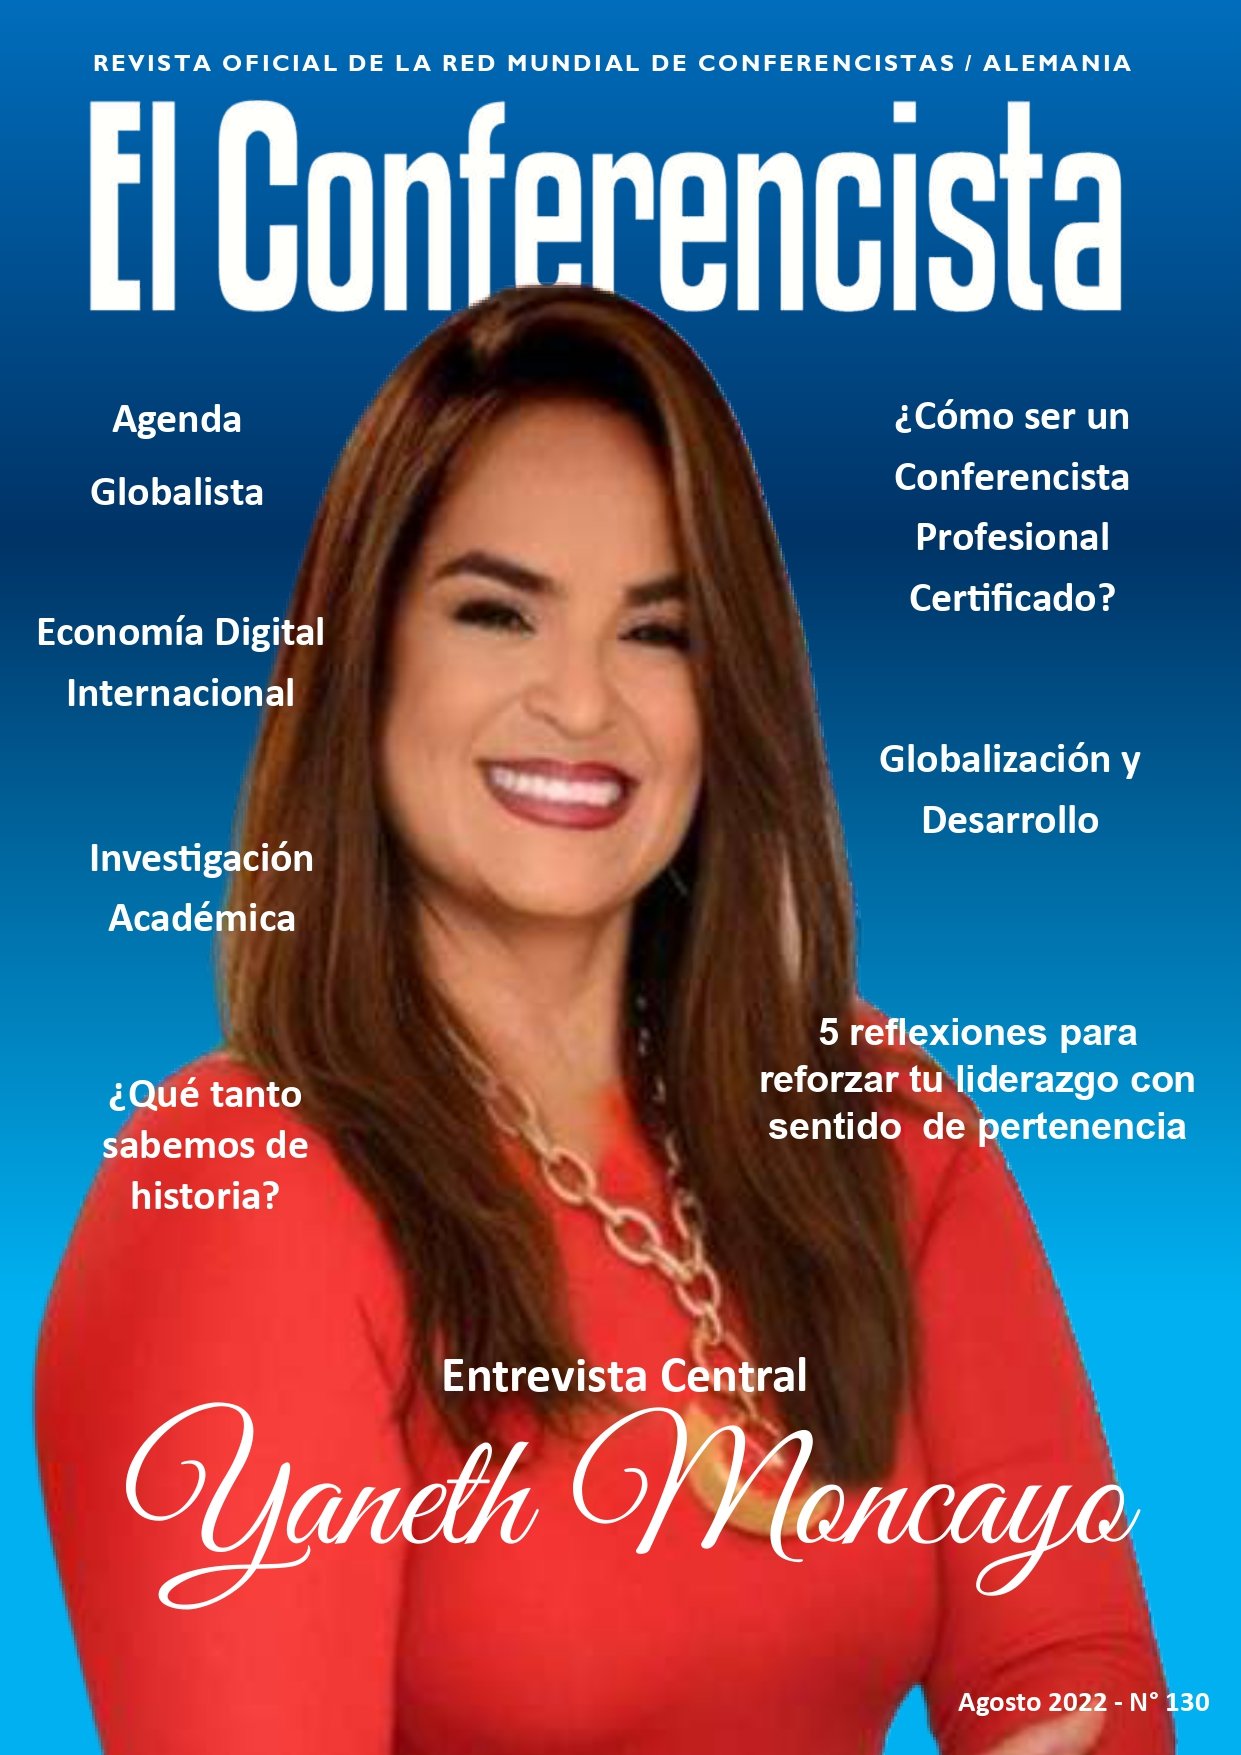 REVISTA OFICIAL DE LA RED MUNDIAL DE CONFERENCISTAS / ALEMANIA
El Conferencista
Agenda
Globalista
Economía Digital
Internacional
Investigación
Académica
¿Qué tanto
sabemos de
historia?
¿Cómo ser un
Conferencista
Profesional
Certificado?
Globalización y
Desarrollo
5 reflexiones para
reforzar tu liderazgo con
sentido de pertenencia
Entrevista Central
Yaneth Moncayo
Agosto 2022 - N° 130